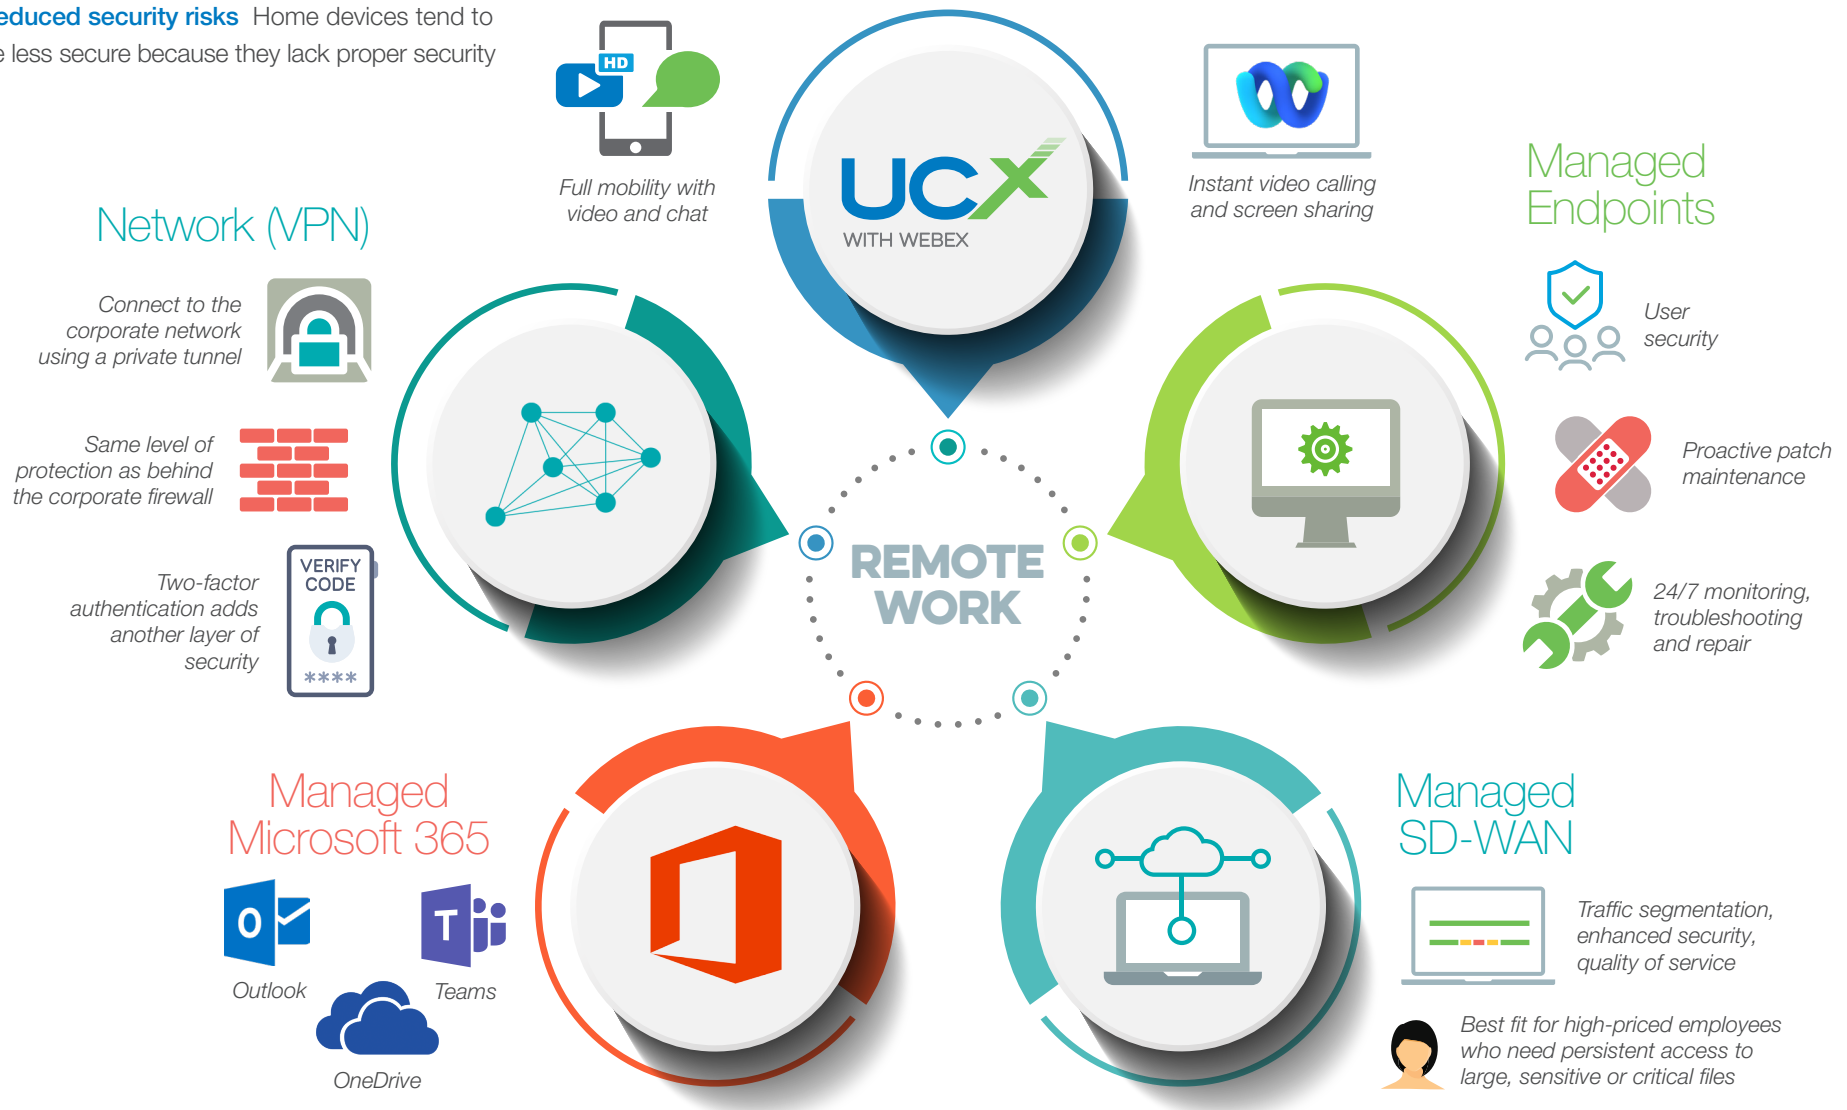 educed security risks Home devices tend to
e less secure because they lack proper security
HD
Full mobility with
video and chat
UCX
WITH WEBEX
Instant video calling
and screen sharing
Network (VPN)
Connect to the
corporate network
using a private tunnel
Same level of
protection as behind
the corporate firewall
Two-factor
authentication adds
another layer of
security
VERIFY
CODE
****
Managed
Endpoints
User
security
Proactive patch
maintenance
24/7 monitoring,
troubleshooting
and repair
REMOTE
WORK
Managed
Microsoft 365
O
Outlook
T
Teams
OneDrive
Managed
SD-WAN
Traffic segmentation,
enhanced security,
quality of service
Best fit for high-priced employees
who need persistent access to
large, sensitive or critical files